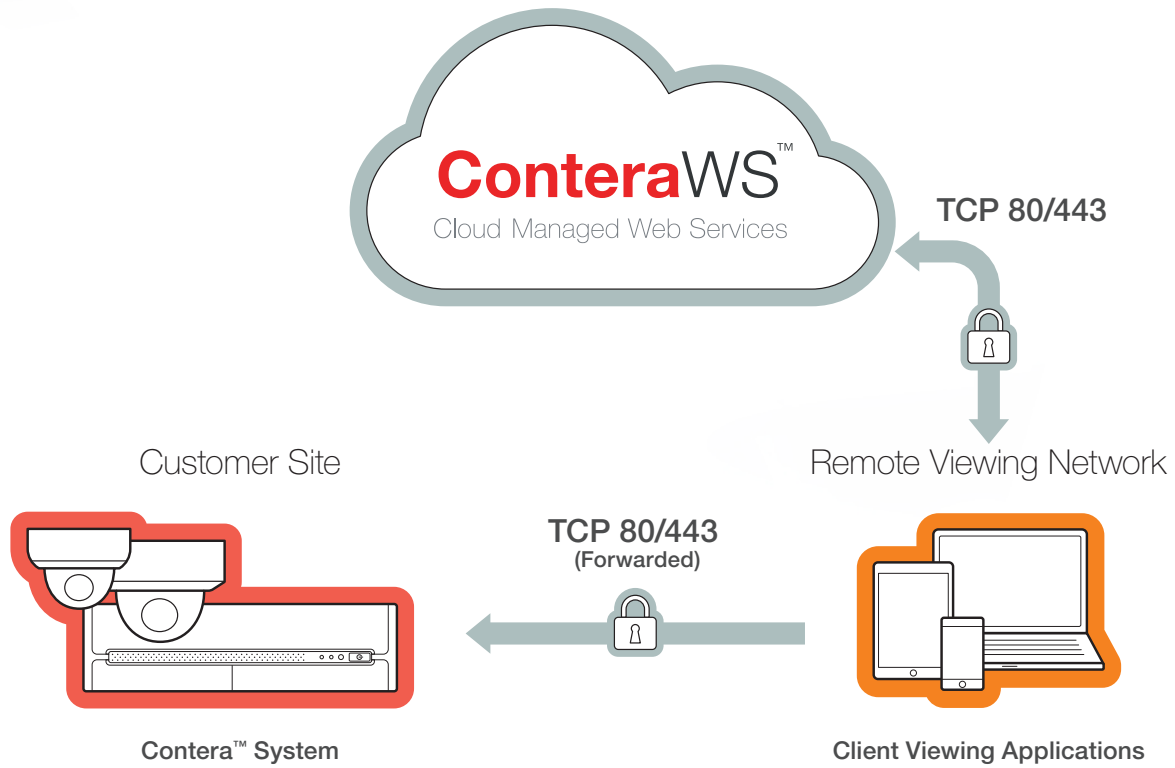 ConteraWS™
Cloud Managed Web Services
TCP 80/443
Customer Site
Remote Viewing Network
TCP 80/443
(Forwarded)
Contera™ System
Client Viewing Applications